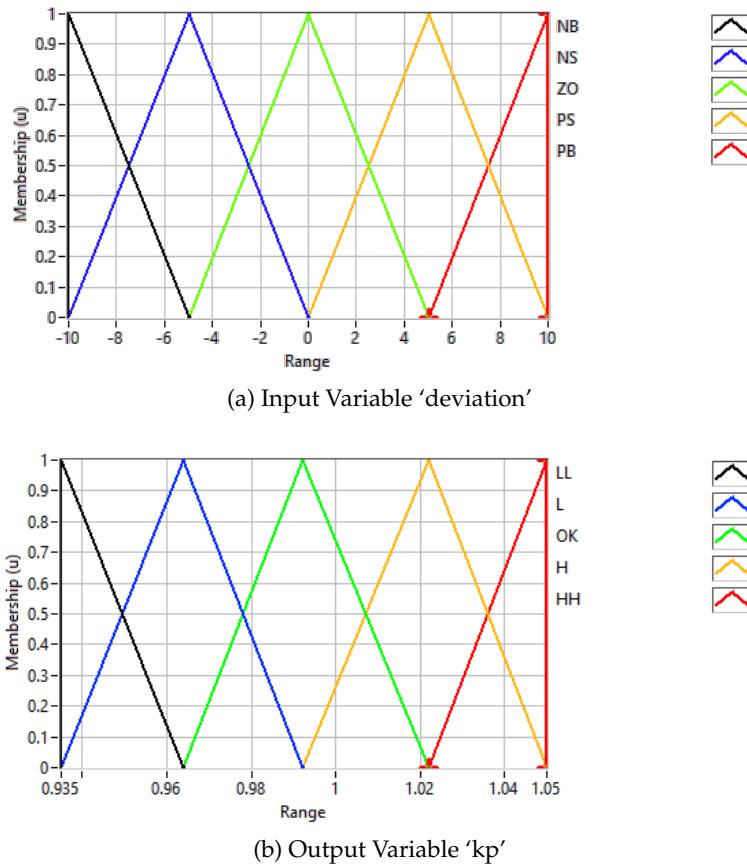 1
0.9
0.8
0.7
0.6
0.5
0.4
0.3
0.2
0.1
0
Membership (u)
-10 -8 -6 -4 -2 0 2 4 6 8 10
Range
NB
NS
ZO
PS
PB
(a) Input Variable ‘deviation’
1
0.9
0.8
0.7
0.6
0.5
0.4
0.3
0.2
0.1
0
Membership (u)
0.935 0.96 0.98 1 1.02 1.04 1.05
Range
LL
L
OK
H
HH
(b) Output Variable ‘kp’